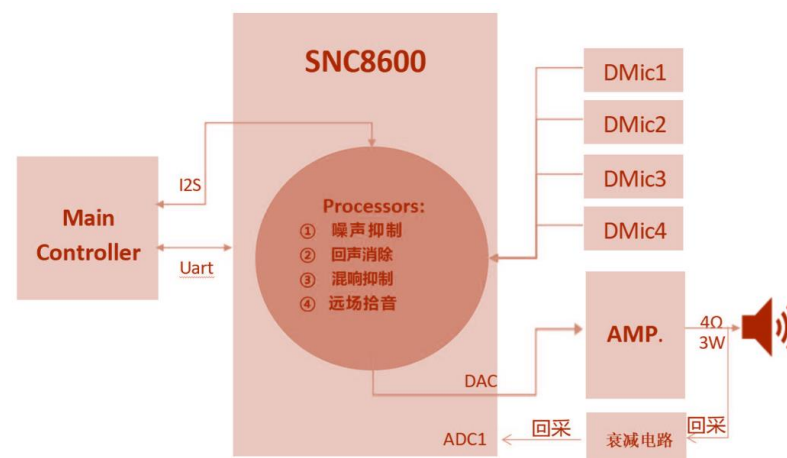 SNC8600
DMic1
DMic2
DMic3
DMic4
I2S
Main
Controller
Uart
Processors:
① 噪声抑制
② 回声消除
③ 混响抑制
④ 远场拾音
AMP.
4Ω
3W
DAC
ADC1
回采
衰减电路
回采